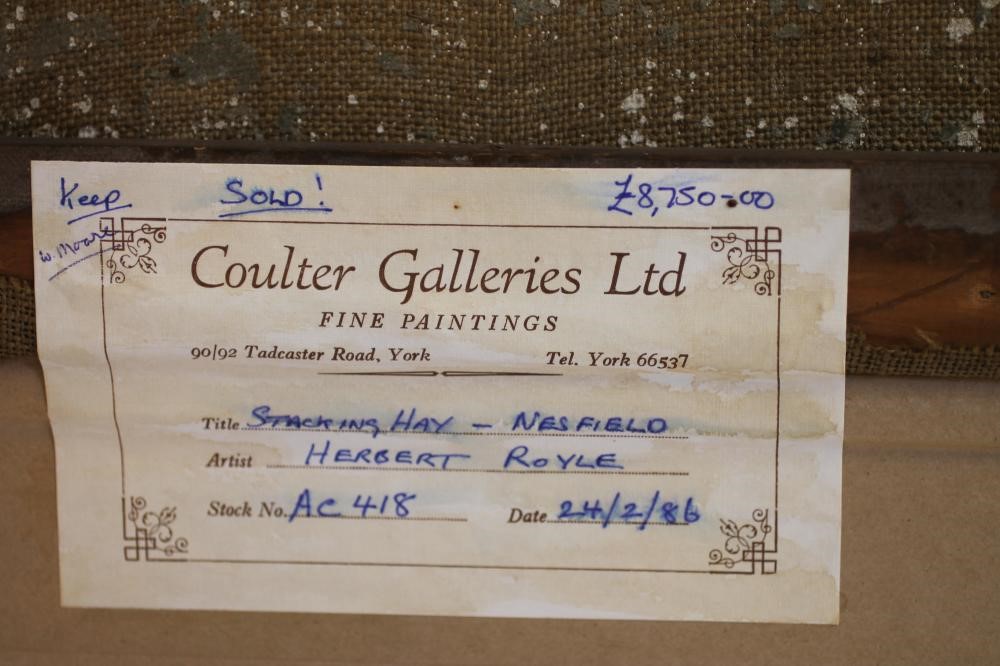 Keep SOLD! £8,750-00
W. Moore
Coulter Galleries Ltd
FINE PAINTINGS
90/92 Tadcaster Road, York Tel. York 66537
Title STACKING HAY - NESFIELD
Artist HERBERT ROYLE
Stock No. AC 418 Date 24/2/86